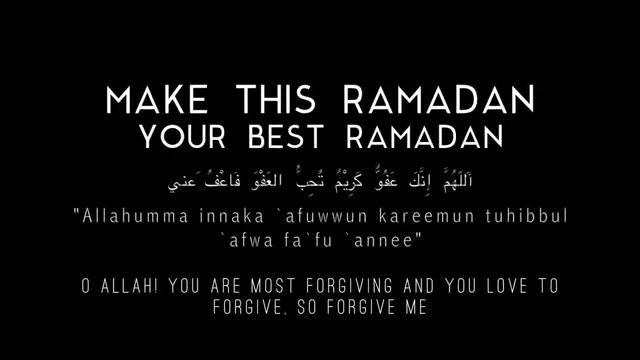 MAKE THIS RAMADAN
YOUR BEST RAMADAN
اَللَّهُمَّ إِنَّكَ عَفُوٌّ كَرِيْمٌ تُحِبُّ العَفْوَ فَاعْفُ عَني
"Allahumma innaka `afuwwun kareemun tuhibbul
`afwa fa`fu `annee"
O ALLAH! YOU ARE MOST FORGIVING AND YOU LOVE TO
FORGIVE, SO FORGIVE ME